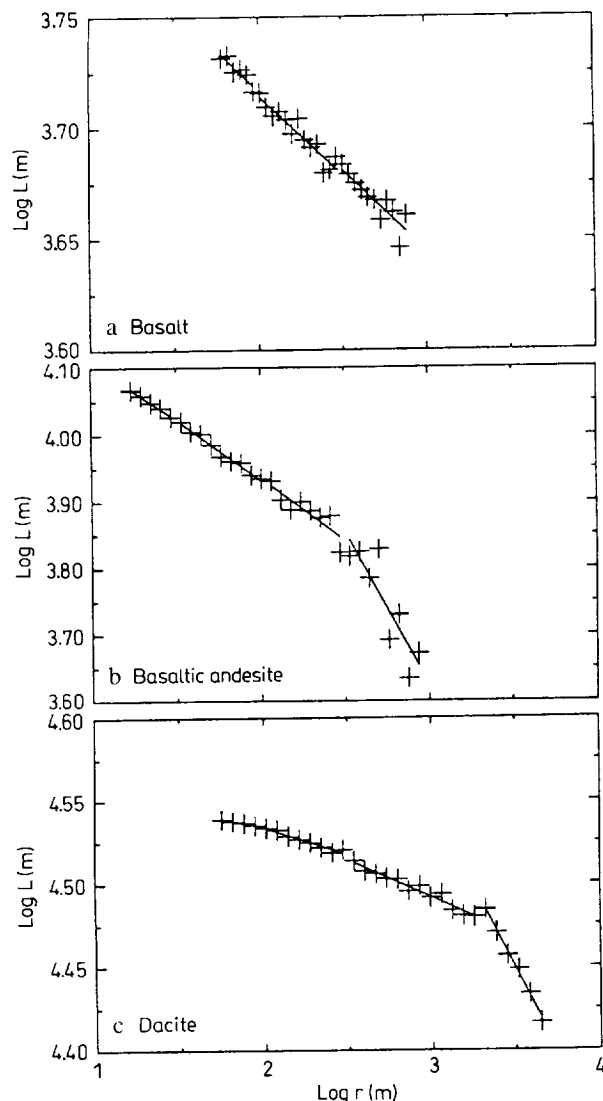 3.75
3.70
3.65
3.60
Log L (m)
a Basalt
4.10
4.00
3.90
3.80
3.70
3.60
Log L (m)
b Basaltic andesite
4.60
4.55
4.50
4.45
4.40
Log L (m)
c Dacite
1 2 3 4
Log r (m)